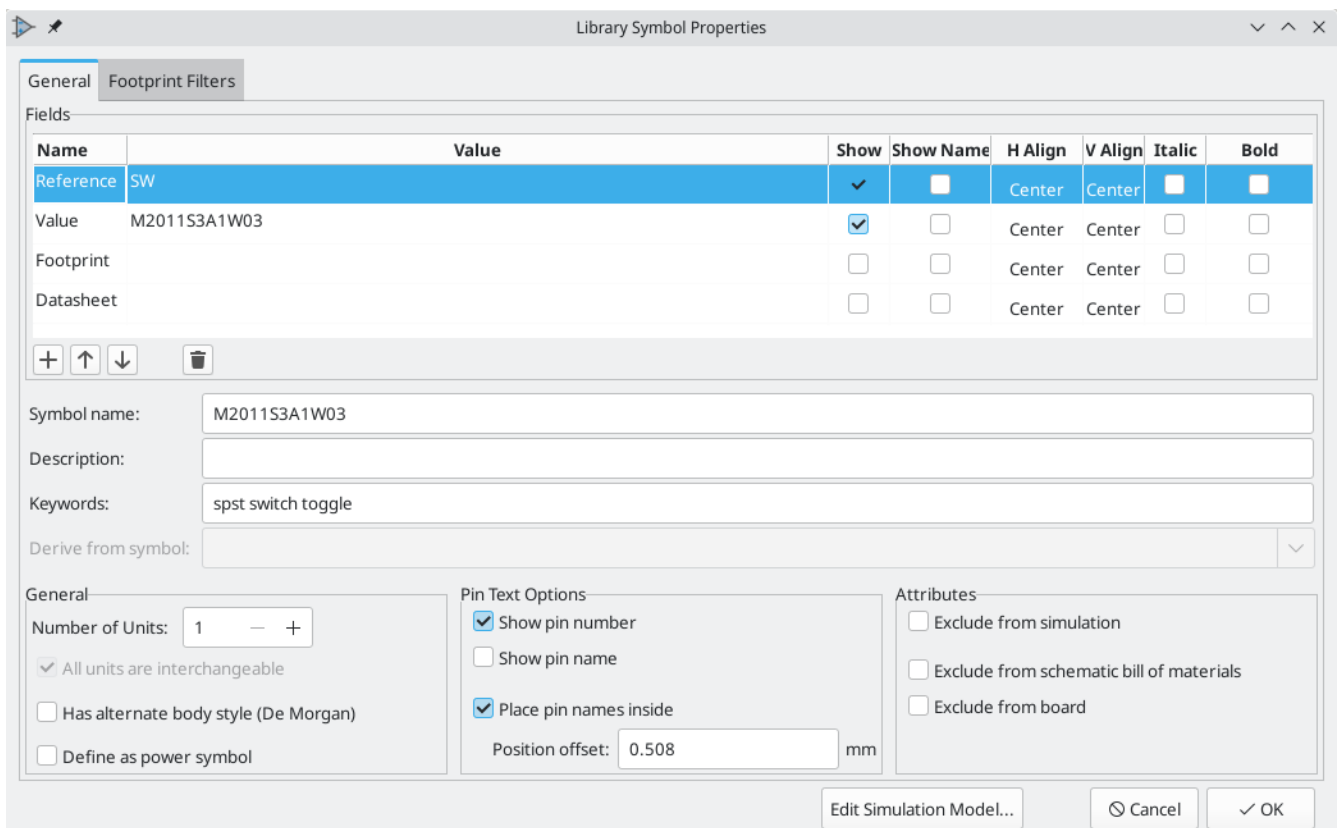 Library Symbol Properties
General Footprint Filters
Fields
Name Value Show Show Name H Align V Align Italic Bold
Reference SW Center Center
Value M2011S3A1W03 Center Center
Footprint Center Center
Datasheet Center Center
Symbol name: M2011S3A1W03
Description:
Keywords: spst switch toggle
Derive from symbol:
General Pin Text Options Attributes
Number of Units: 1 Show pin number Exclude from simulation
All units are interchangeable Show pin name Exclude from schematic bill of materials
Has alternate body style (De Morgan) Place pin names inside Exclude from board
Define as power symbol Position offset: 0.508 mm
Edit Simulation Model... Cancel OK